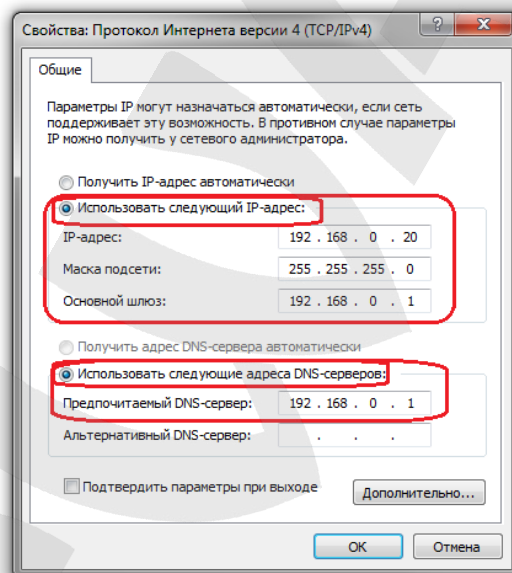 Свойства: Протокол Интернета версии 4 (TCP/IPv4)
Общие
Параметры IP могут назначаться автоматически, если сеть
поддерживает эту возможность. В противном случае параметры
IP можно получить у сетевого администратора.
Получить IP-адрес автоматически
Использовать следующий IP-адрес:
IP-адрес: 192 . 168 . 0 . 20
Маска подсети: 255 . 255 . 255 . 0
Основной шлюз: 192 . 168 . 0 . 1
Получить адрес DNS-сервера автоматически
Использовать следующие адреса DNS-серверов:
Предпочитаемый DNS-сервер: 192 . 168 . 0 . 1
Альтернативный DNS-сервер: . . .
Подтвердить параметры при выходе
Дополнительно...
OK Отмена